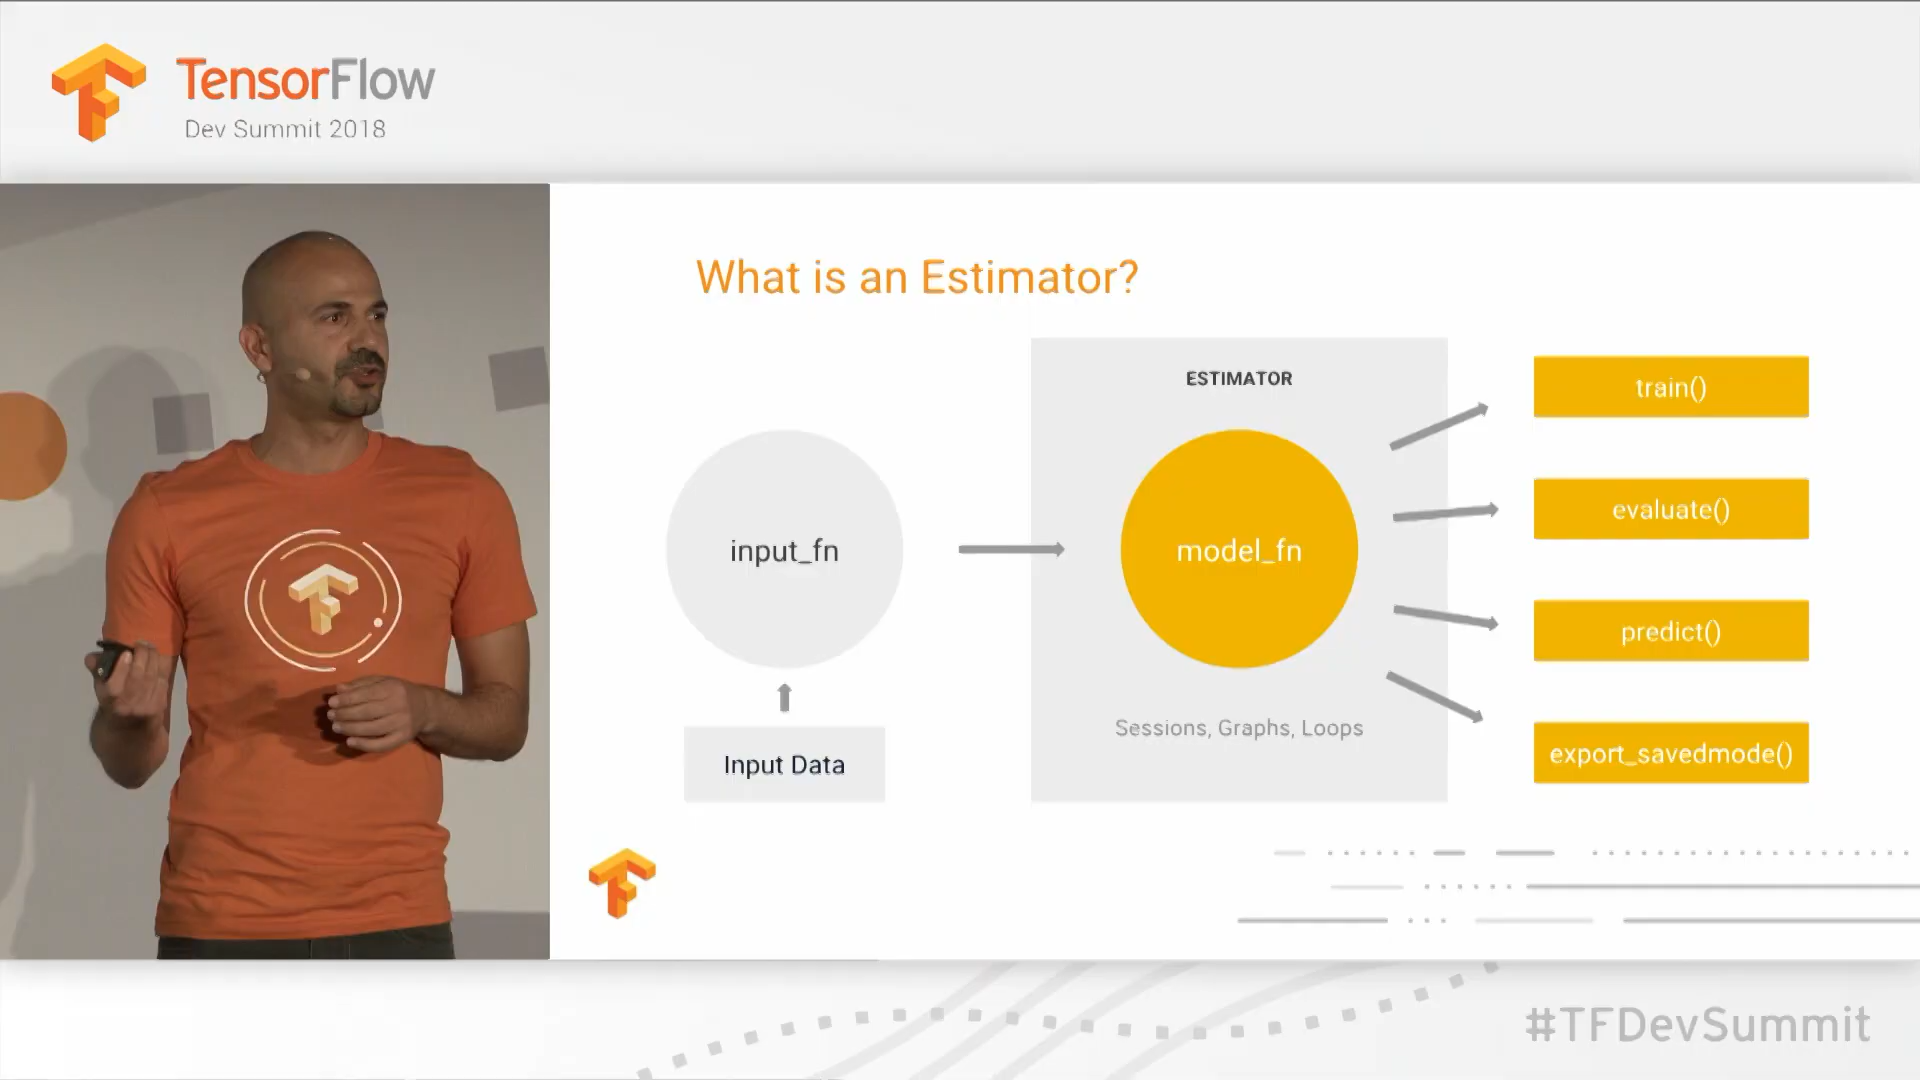 TensorFlow
Dev Summit 2018
What is an Estimator?
ESTIMATOR
input_fn
model_fn
Sessions, Graphs, Loops
Input Data
train()
evaluate()
predict()
export_savedmode()
#TFDevSummit